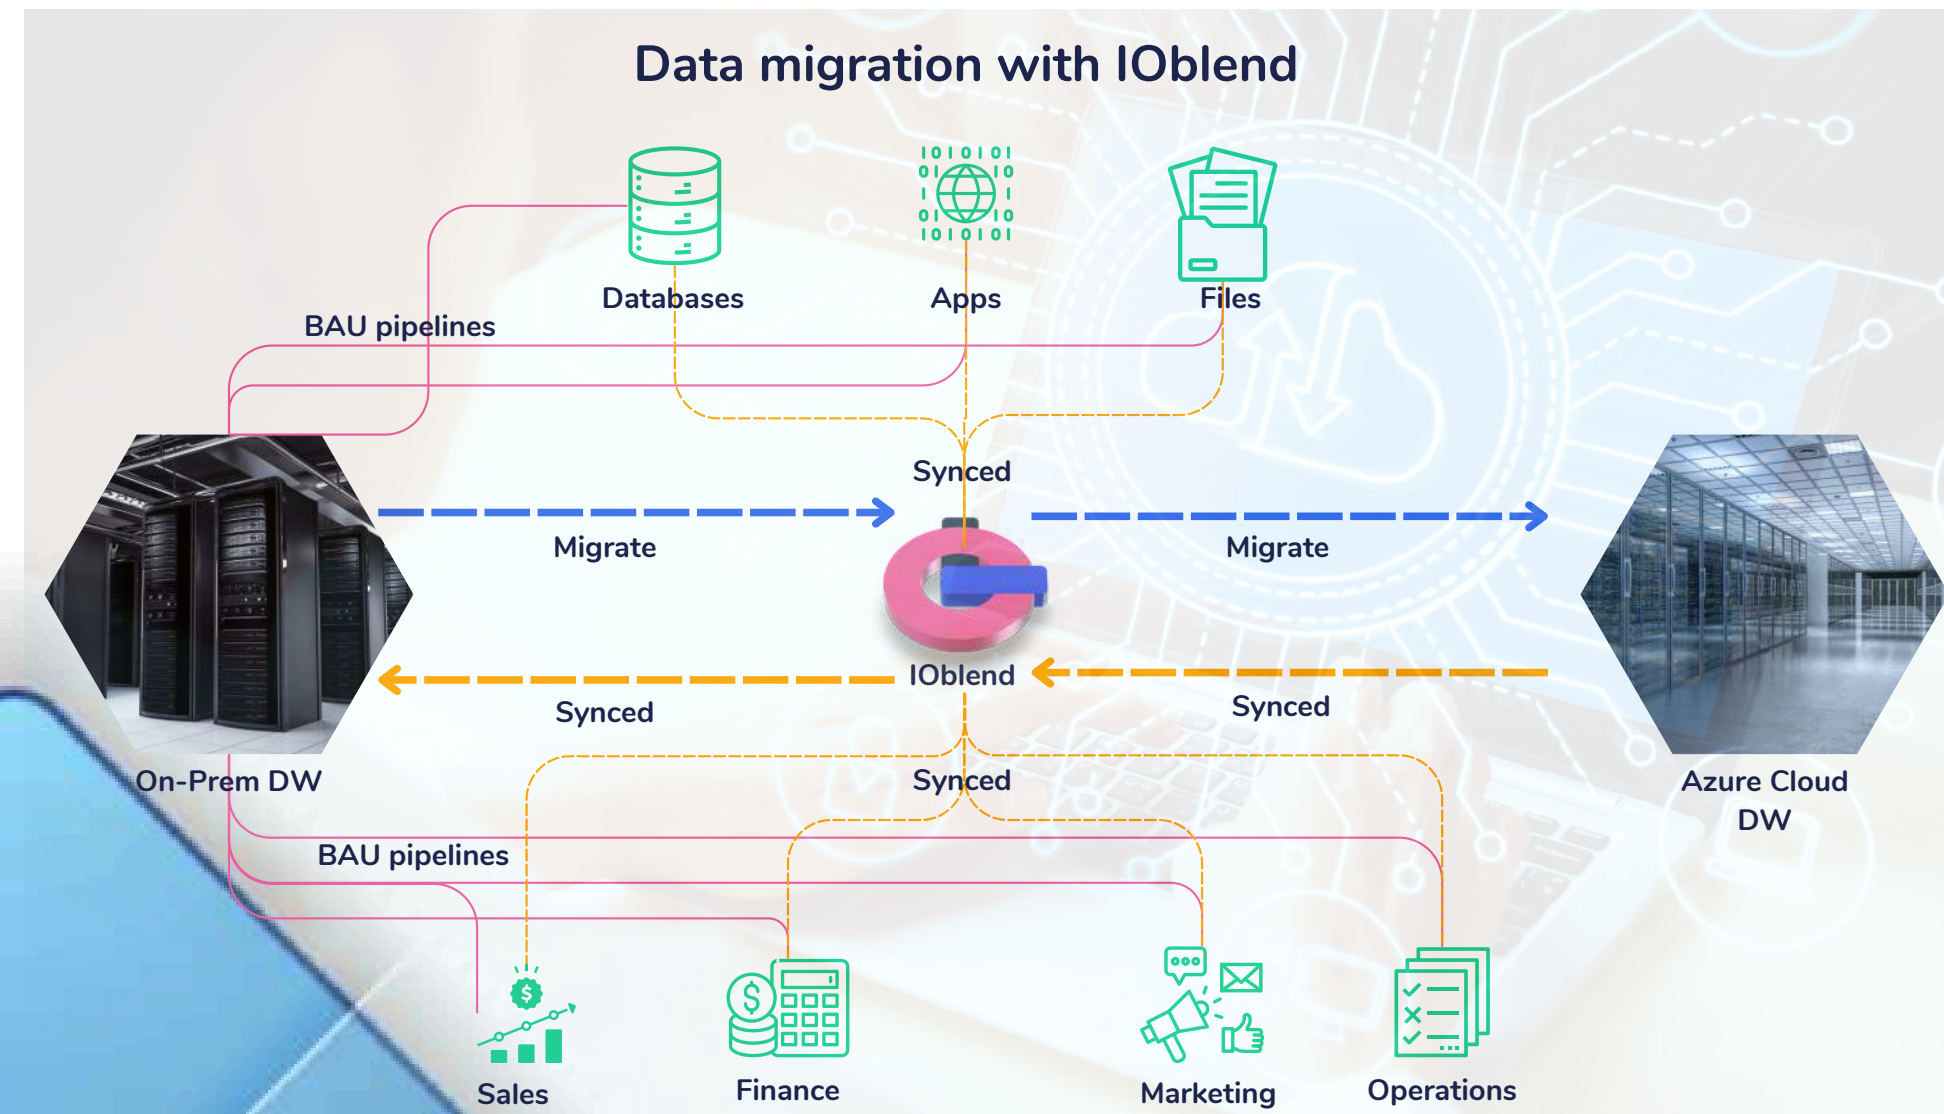 Data migration with IOblend
Databases
Apps
Files
BAU pipelines
Synced
Migrate
Migrate
IOblend
Synced
Synced
On-Prem DW
Synced
Azure Cloud
DW
BAU pipelines
Sales
Finance
Marketing
Operations